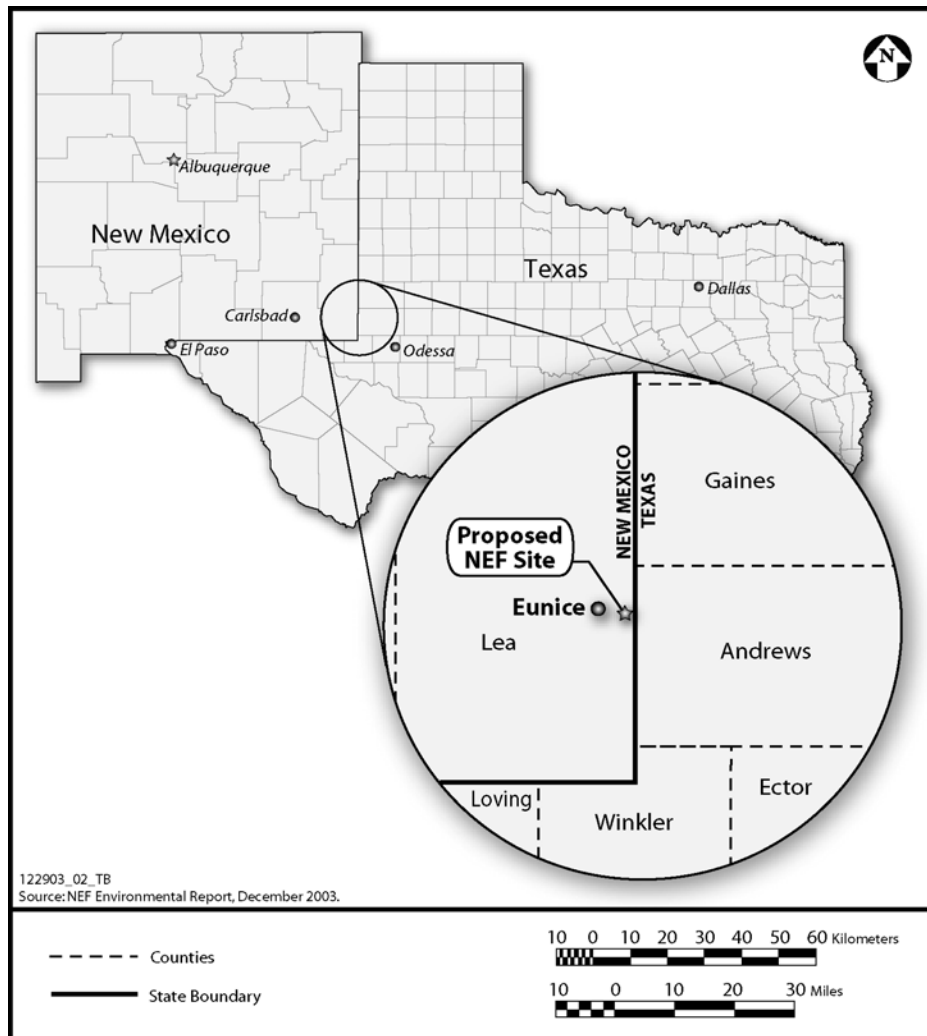 N
Albuquerque
New Mexico
Texas
Dallas
Carlsbad
El Paso
Odessa
NEW MEXICO
TEXAS
Gaines
Proposed
NEF Site
Eunice
Lea
Andrews
Loving
Winkler
Ector
122903_02_TB
Source: NEF Environmental Report, December 2003.
Counties
State Boundary
10 0 10 20 30 40 50 60 Kilometers
10 0 10 20 30 Miles